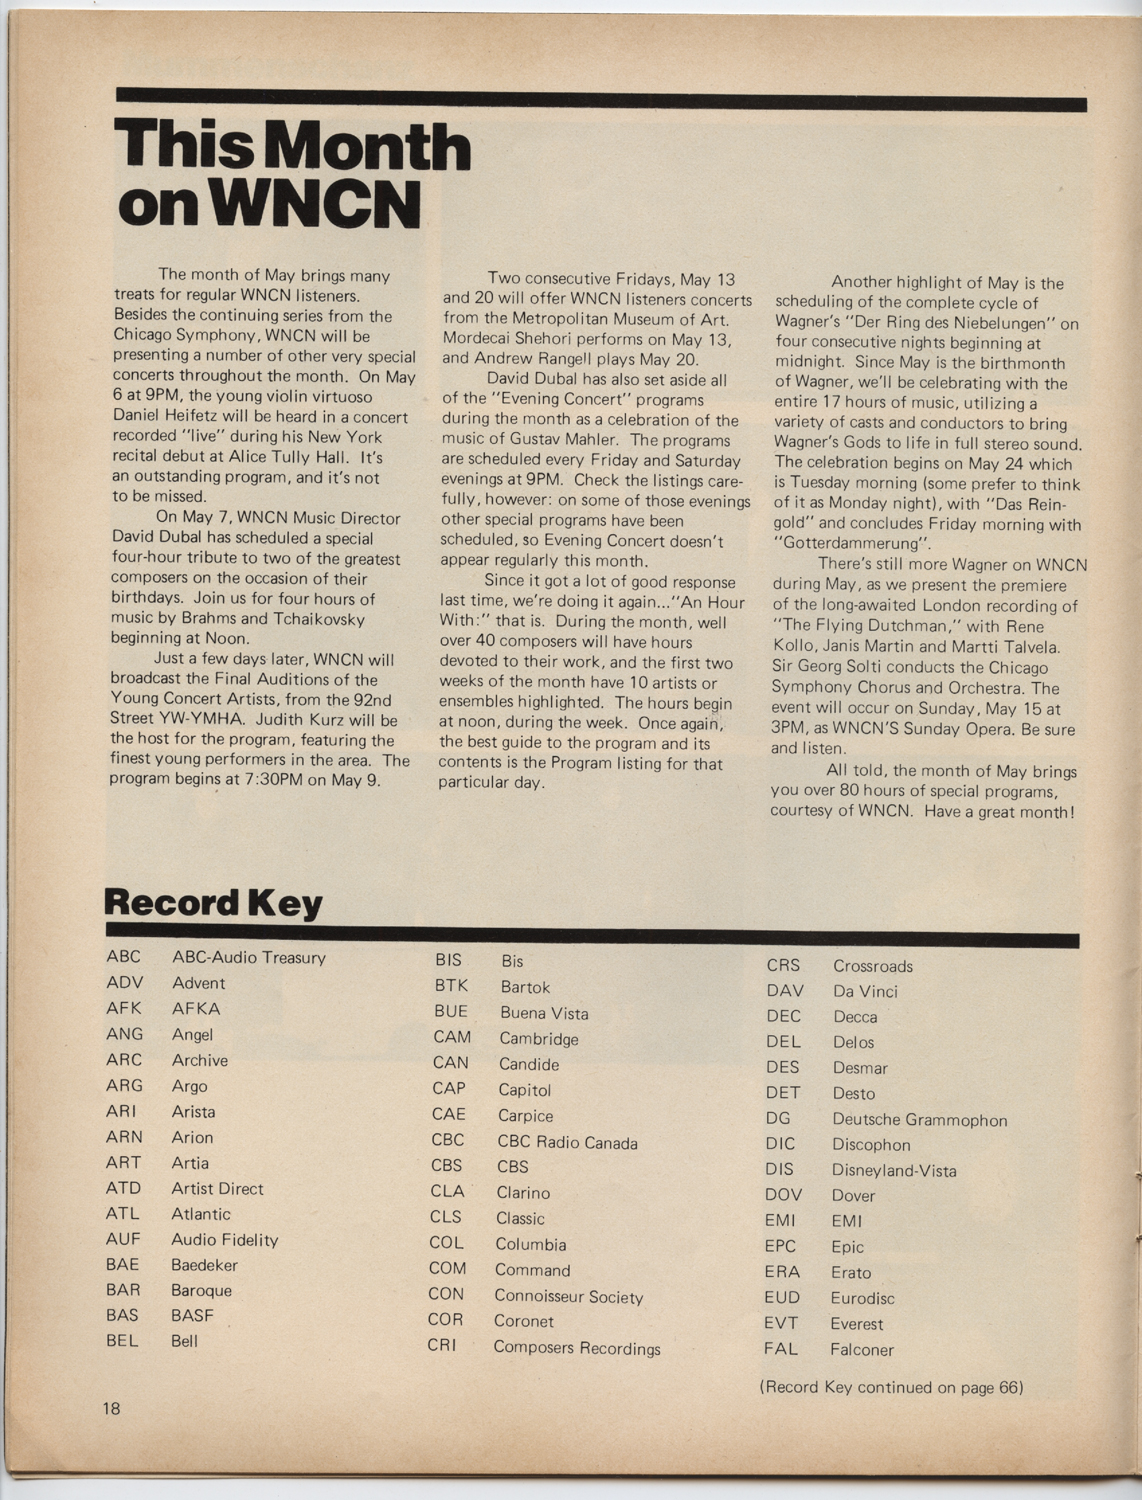 This Month
on WNCN
The month of May brings many
treats for regular WNCN listeners.
Besides the continuing series from the
Chicago Symphony, WNCN will be
presenting a number of other very special
concerts throughout the month. On May
6 at 9PM, the young violin virtuoso
Daniel Heifetz will be heard in a concert
recorded "live" during his New York
recital debut at Alice Tully Hall. It's
an outstanding program, and it's not
to be missed.
On May 7, WNCN Music Director
David Dubal has scheduled a special
four-hour tribute to two of the greatest
composers on the occasion of their
birthdays. Join us for four hours of
music by Brahms and Tchaikovsky
beginning at Noon.
Just a few days later, WNCN will
broadcast the Final Auditions of the
Young Concert Artists, from the 92nd
Street YW-YMHA. Judith Kurz will be
the host for the program, featuring the
finest young performers in the area. The
program begins at 7:30PM on May 9.
Two consecutive Fridays, May 13
and 20 will offer WNCN listeners concerts
from the Metropolitan Museum of Art.
Mordecai Shehori performs on May 13,
and Andrew Rangell plays May 20.
David Dubal has also set aside all
of the "Evening Concert" programs
during the month as a celebration of the
music of Gustav Mahler. The programs
are scheduled every Friday and Saturday
evenings at 9PM. Check the listings care-
fully, however: on some of those evenings
other special programs have been
scheduled, so Evening Concert doesn't
appear regularly this month.
Since it got a lot of good response
last time, we're doing it again..."An Hour
With:" that is. During the month, well
over 40 composers will have hours
devoted to their work, and the first two
weeks of the month have 10 artists or
ensembles highlighted. The hours begin
at noon, during the week. Once again,
the best guide to the program and its
contents is the Program listing for that
particular day.
Another highlight of May is the
scheduling of the complete cycle of
Wagner's "Der Ring des Niebelungen" on
four consecutive nights beginning at
midnight. Since May is the birthmonth
of Wagner, we'll be celebrating with the
entire 17 hours of music, utilizing a
variety of casts and conductors to bring
Wagner's Gods to life in full stereo sound.
The celebration begins on May 24 which
is Tuesday morning (some prefer to think
of it as Monday night), with "Das Rein-
gold" and concludes Friday morning with
"Gotterdammerung".
There's still more Wagner on WNCN
during May, as we present the premiere
of the long-awaited London recording of
"The Flying Dutchman," with Rene
Kollo, Janis Martin and Martti Talvela.
Sir Georg Solti conducts the Chicago
Symphony Chorus and Orchestra. The
event will occur on Sunday, May 15 at
3PM, as WNCN'S Sunday Opera. Be sure
and listen.
All told, the month of May brings
you over 80 hours of special programs,
courtesy of WNCN. Have a great month!
Record Key
ABC ABC-Audio Treasury
ADV Advent
AFK AFKA
ANG Angel
ARC Archive
ARG Argo
ARI Arista
ARN Arion
ART Artia
ATD Artist Direct
ATL Atlantic
AUF Audio Fidelity
BAE Baedeker
BAR Baroque
BAS BASF
BEL Bell
BIS Bis
BTK Bartok
BUE Buena Vista
CAM Cambridge
CAN Candide
CAP Capitol
CAE Carpice
CBC CBC Radio Canada
CBS CBS
CLA Clarino
CLS Classic
COL Columbia
COM Command
CON Connoisseur Society
COR Coronet
CRI Composers Recordings
CRS Crossroads
DAV Da Vinci
DEC Decca
DEL Delos
DES Desmar
DET Desto
DG Deutsche Grammophon
DIC Discophon
DIS Disneyland-Vista
DOV Dover
EMI EMI
EPC Epic
ERA Erato
EUD Eurodisc
EVT Everest
FAL Falconer
(Record Key continued on page 66)
18